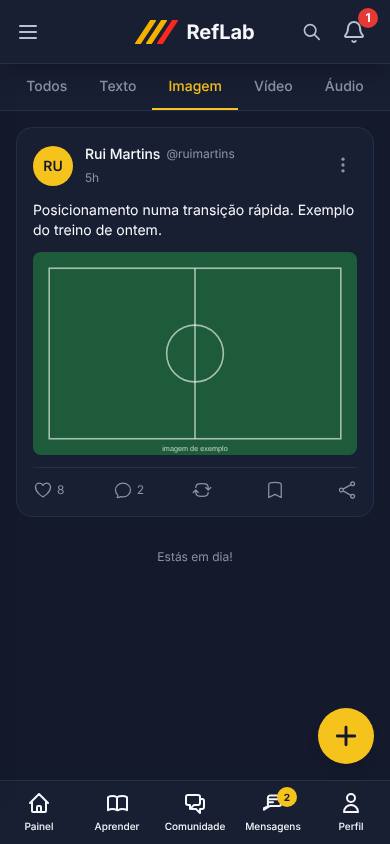 RefLab
1
Todos
Texto
Imagem
Vídeo
Áudio
RU
Rui Martins @ruimartins
5h
Posicionamento numa transição rápida. Exemplo
do treino de ontem.
imagem de exemplo
8
2
Estás em dia!
2
Painel
Aprender
Comunidade
Mensagens
Perfil